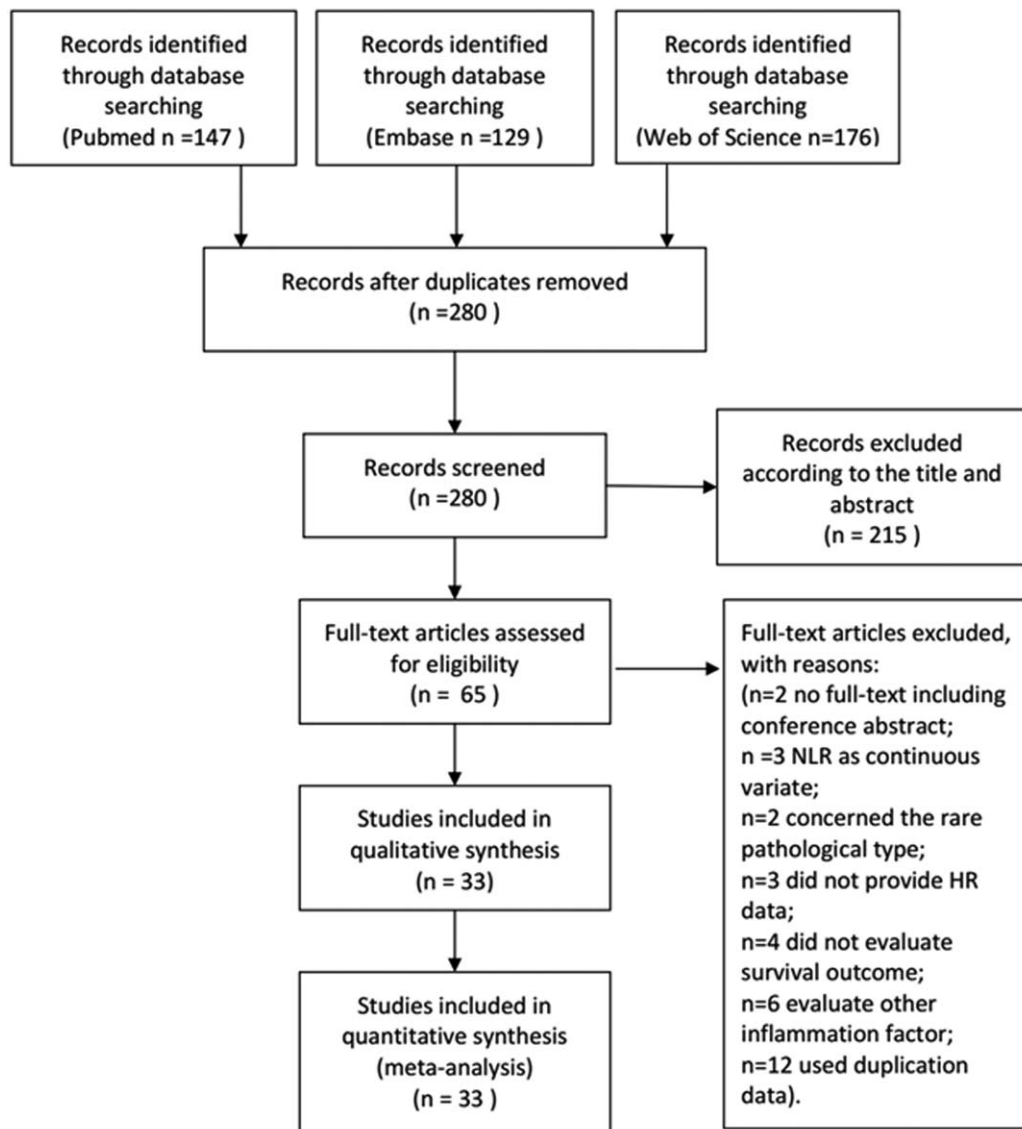 Records identified
through database
searching
(Pubmed n =147 )
Records identified
through database
searching
(Embase n =129 )
Records identified
through database
searching
(Web of Science n=176)
Records after duplicates removed
(n =280 )
Records screened
(n =280 )
Records excluded
according to the title and
abstract
(n = 215 )
Full-text articles assessed
for eligibility
(n = 65 )
Full-text articles excluded,
with reasons:
(n=2 no full-text including
conference abstract;
n =3 NLR as continuous
variate;
n=2 concerned the rare
pathological type;
n=3 did not provide HR
data;
n=4 did not evaluate
survival outcome;
n=6 evaluate other
inflammation factor;
n=12 used duplication
data).
Studies included in
qualitative synthesis
(n = 33)
Studies included in
quantitative synthesis
(meta-analysis)
(n = 33 )